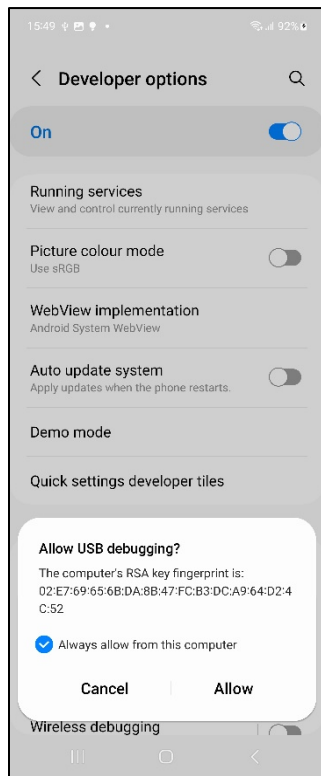 15:49
92%
Developer options
On
Running services
View and control currently running services
Picture colour mode
Use sRGB
WebView implementation
Android System WebView
Auto update system
Apply updates when the phone restarts.
Demo mode
Quick settings developer tiles
Allow USB debugging?
The computer's RSA key fingerprint is:
02:E7:69:65:6B:DA:8B:47:FC:B3:DC:A9:64:D2:4
C:52
Always allow from this computer
Cancel
Allow
Wireless debugging